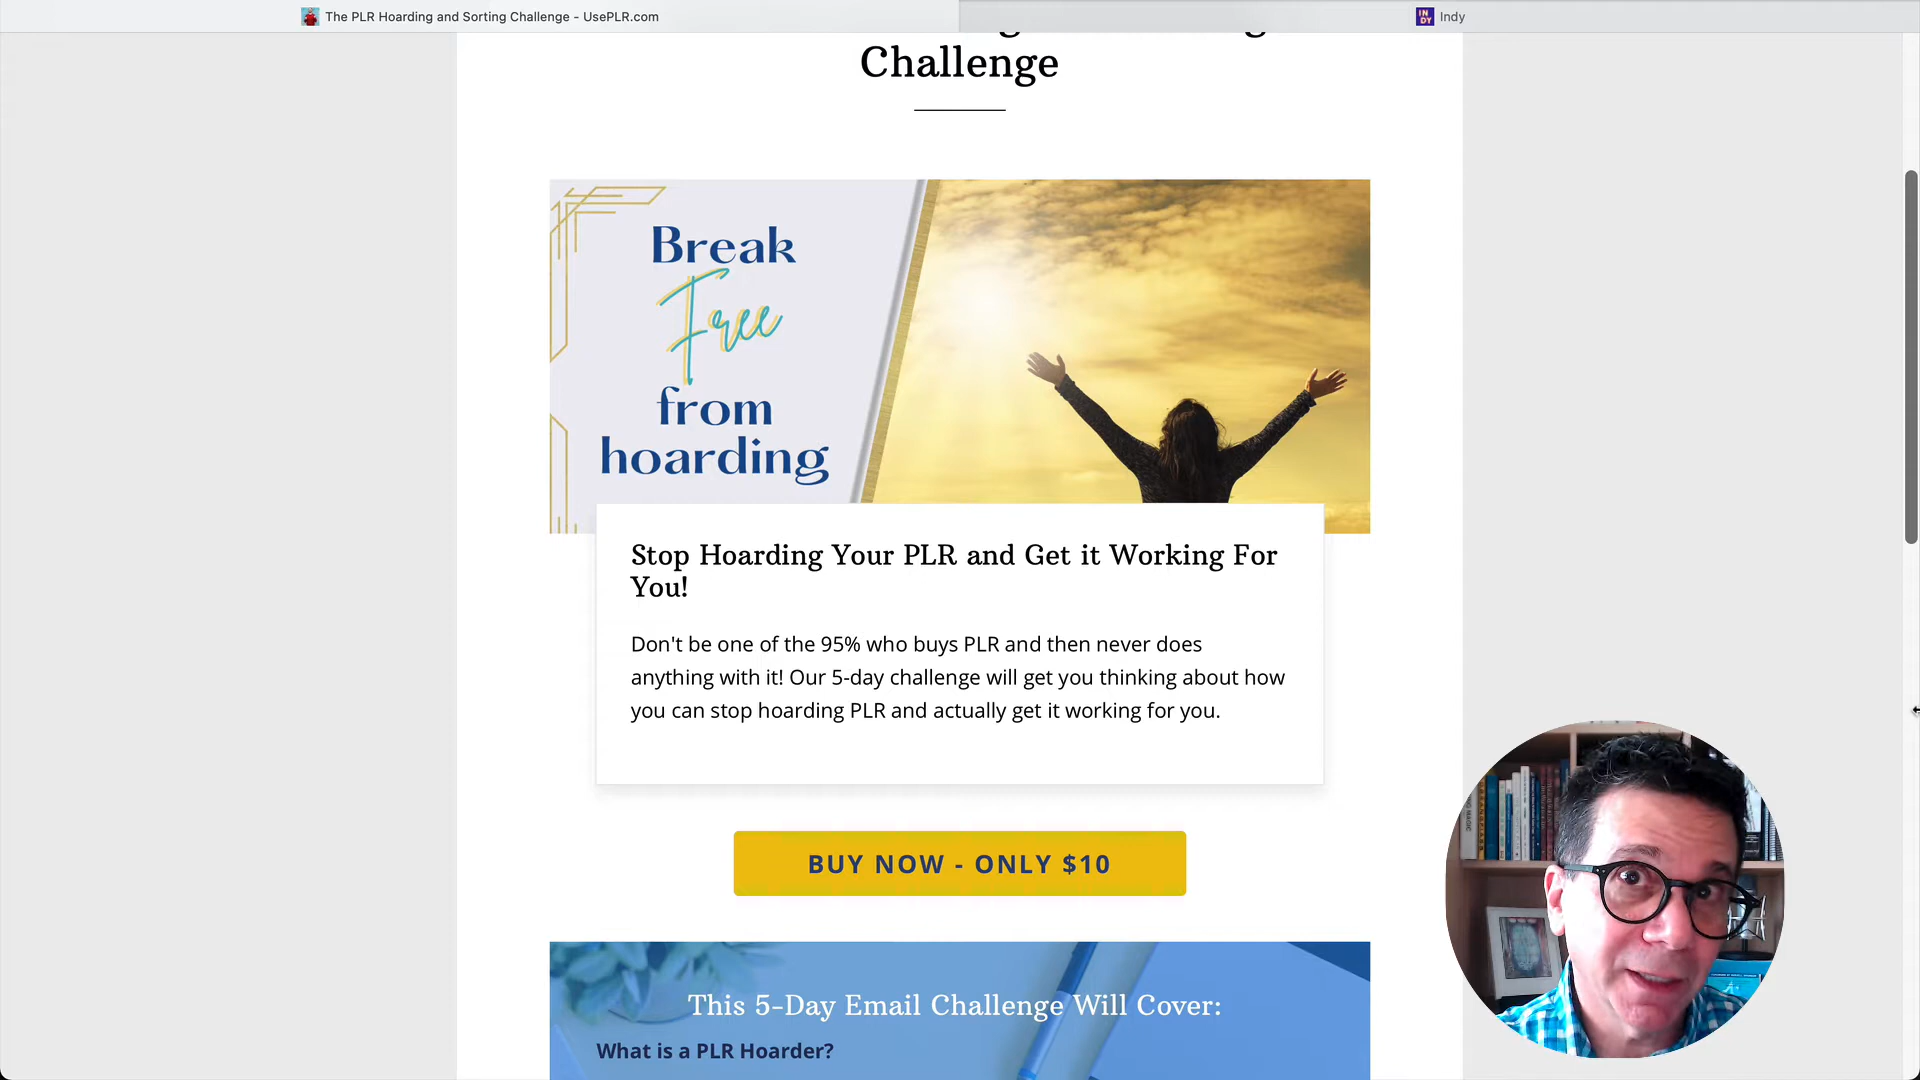 The PLR Hoarding and Sorting Challenge - UsePLR.com
IN
DY
Indy
Challenge
Break
Free
from
hoarding
Stop Hoarding Your PLR and Get it Working For
You!
Don't be one of the 95% who buys PLR and then never does
anything with it! Our 5-day challenge will get you thinking about how
you can stop hoarding PLR and actually get it working for you.
BUY NOW - ONLY $10
This 5-Day Email Challenge Will Cover:
What is a PLR Hoarder?